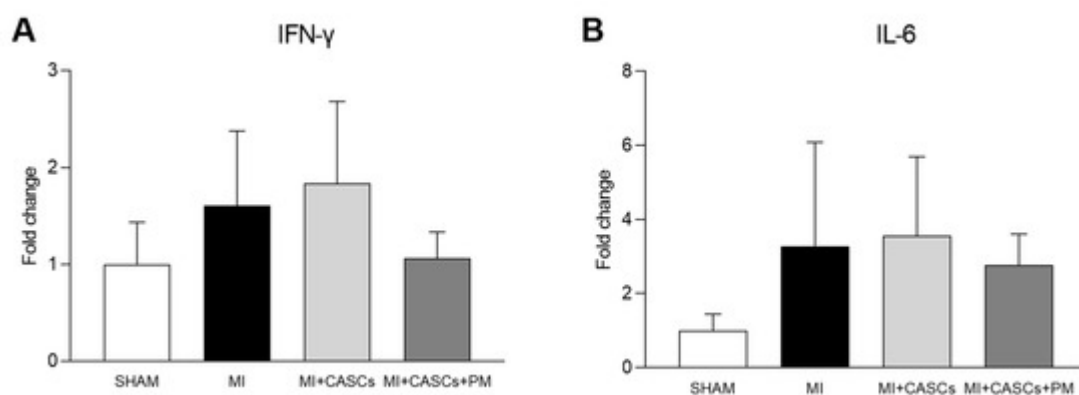 A
IFN-γ
Fold change
3
2
1
0
SHAM
MI
MI+CASCs
MI+CASCs+PM
B
IL-6
Fold change
8
6
4
2
0
SHAM
MI
MI+CASCs
MI+CASCs+PM